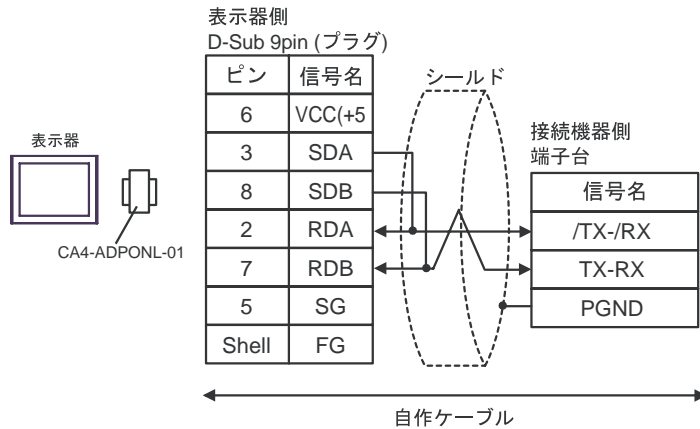 表示器側
D-Sub 9pin (プラグ)
ピン 信号名
6 VCC(+5
3 SDA
8 SDB
2 RDA
7 RDB
5 SG
Shell FG
シールド
接続機器側
端子台
信号名
/TX-/RX
TX-RX
PGND
表示器
CA4-ADPONL-01
自作ケーブル